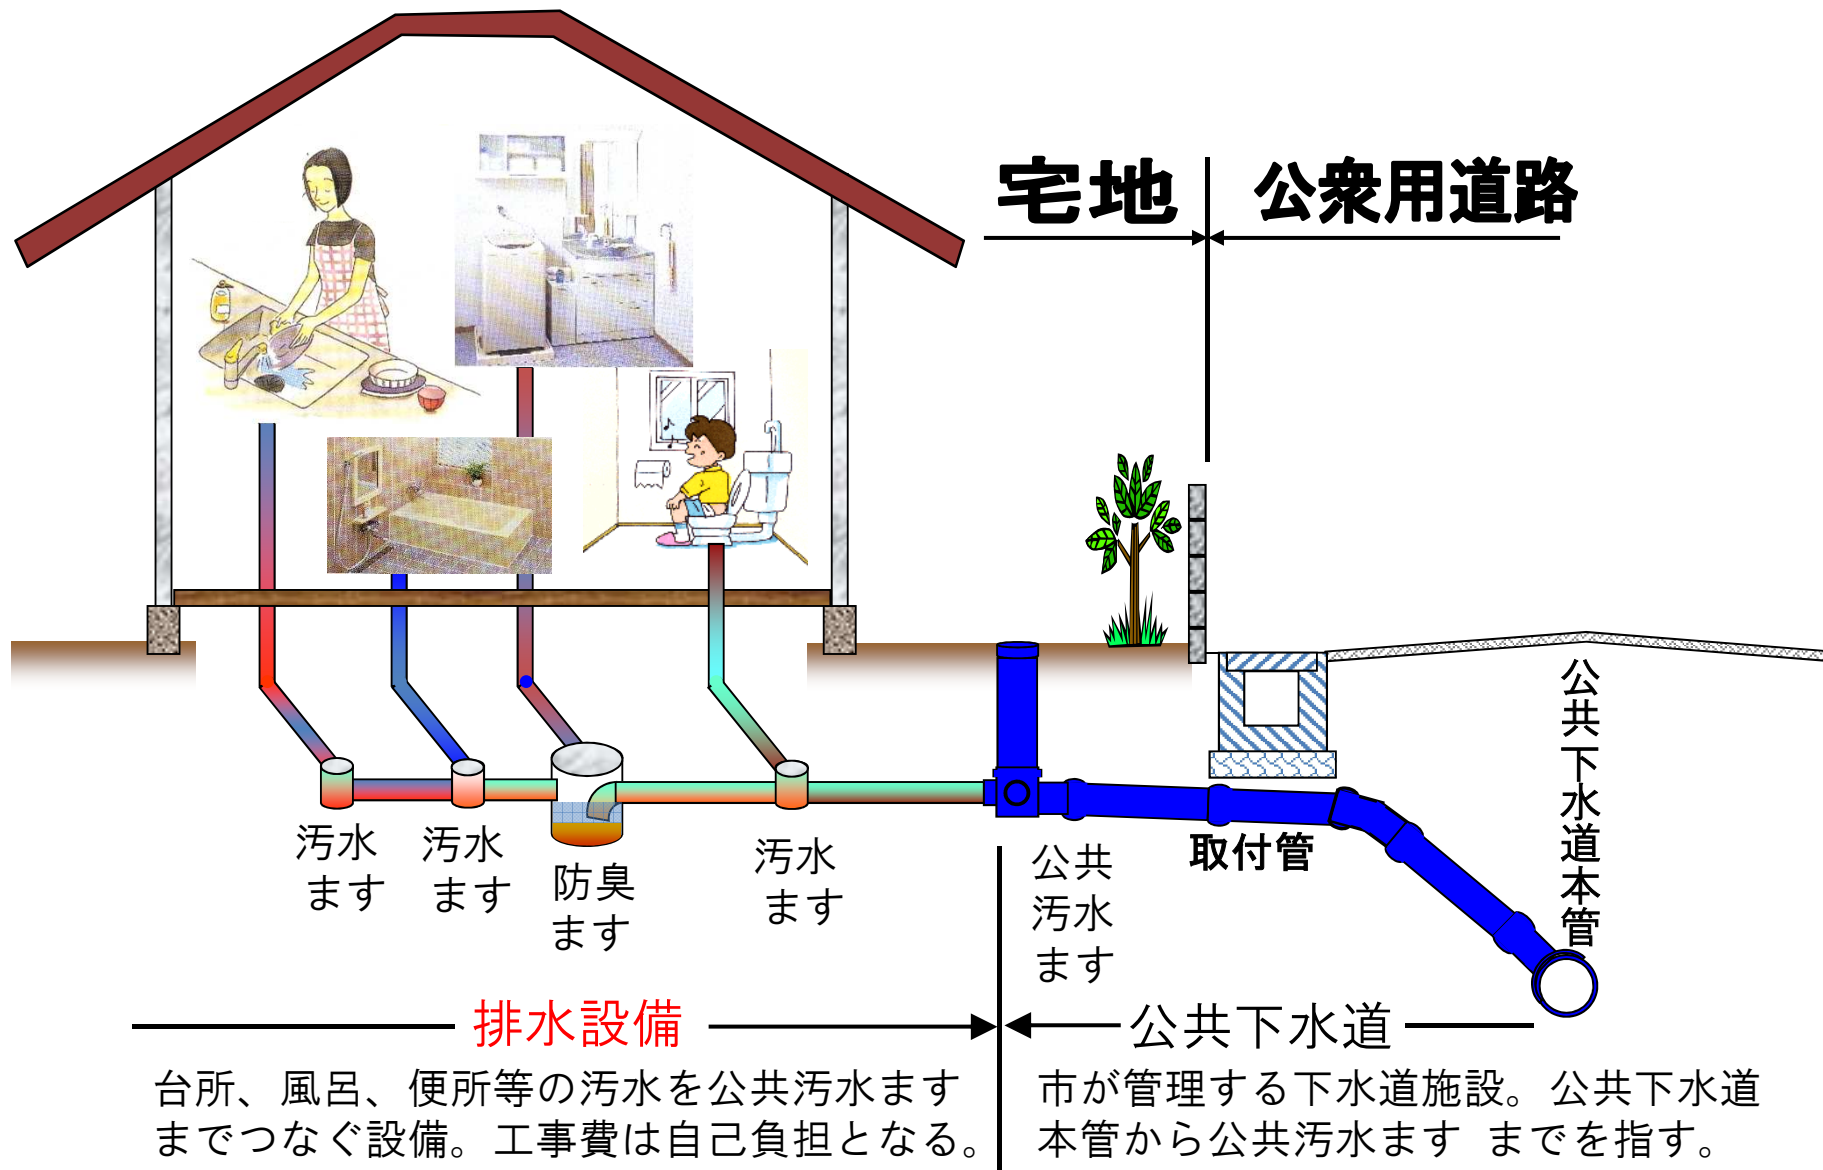 宅地
公衆用道路
公共下水道本管
汚水
ます
汚水
ます
防臭
ます
汚水
ます
公共
汚水
ます
取付管
排水設備
公共下水道
台所、風呂、便所等の汚水を公共汚水ます
までつなぐ設備。工事費は自己負担となる。
市が管理する下水道施設。公共下水道
本管から公共汚水ます までを指す。